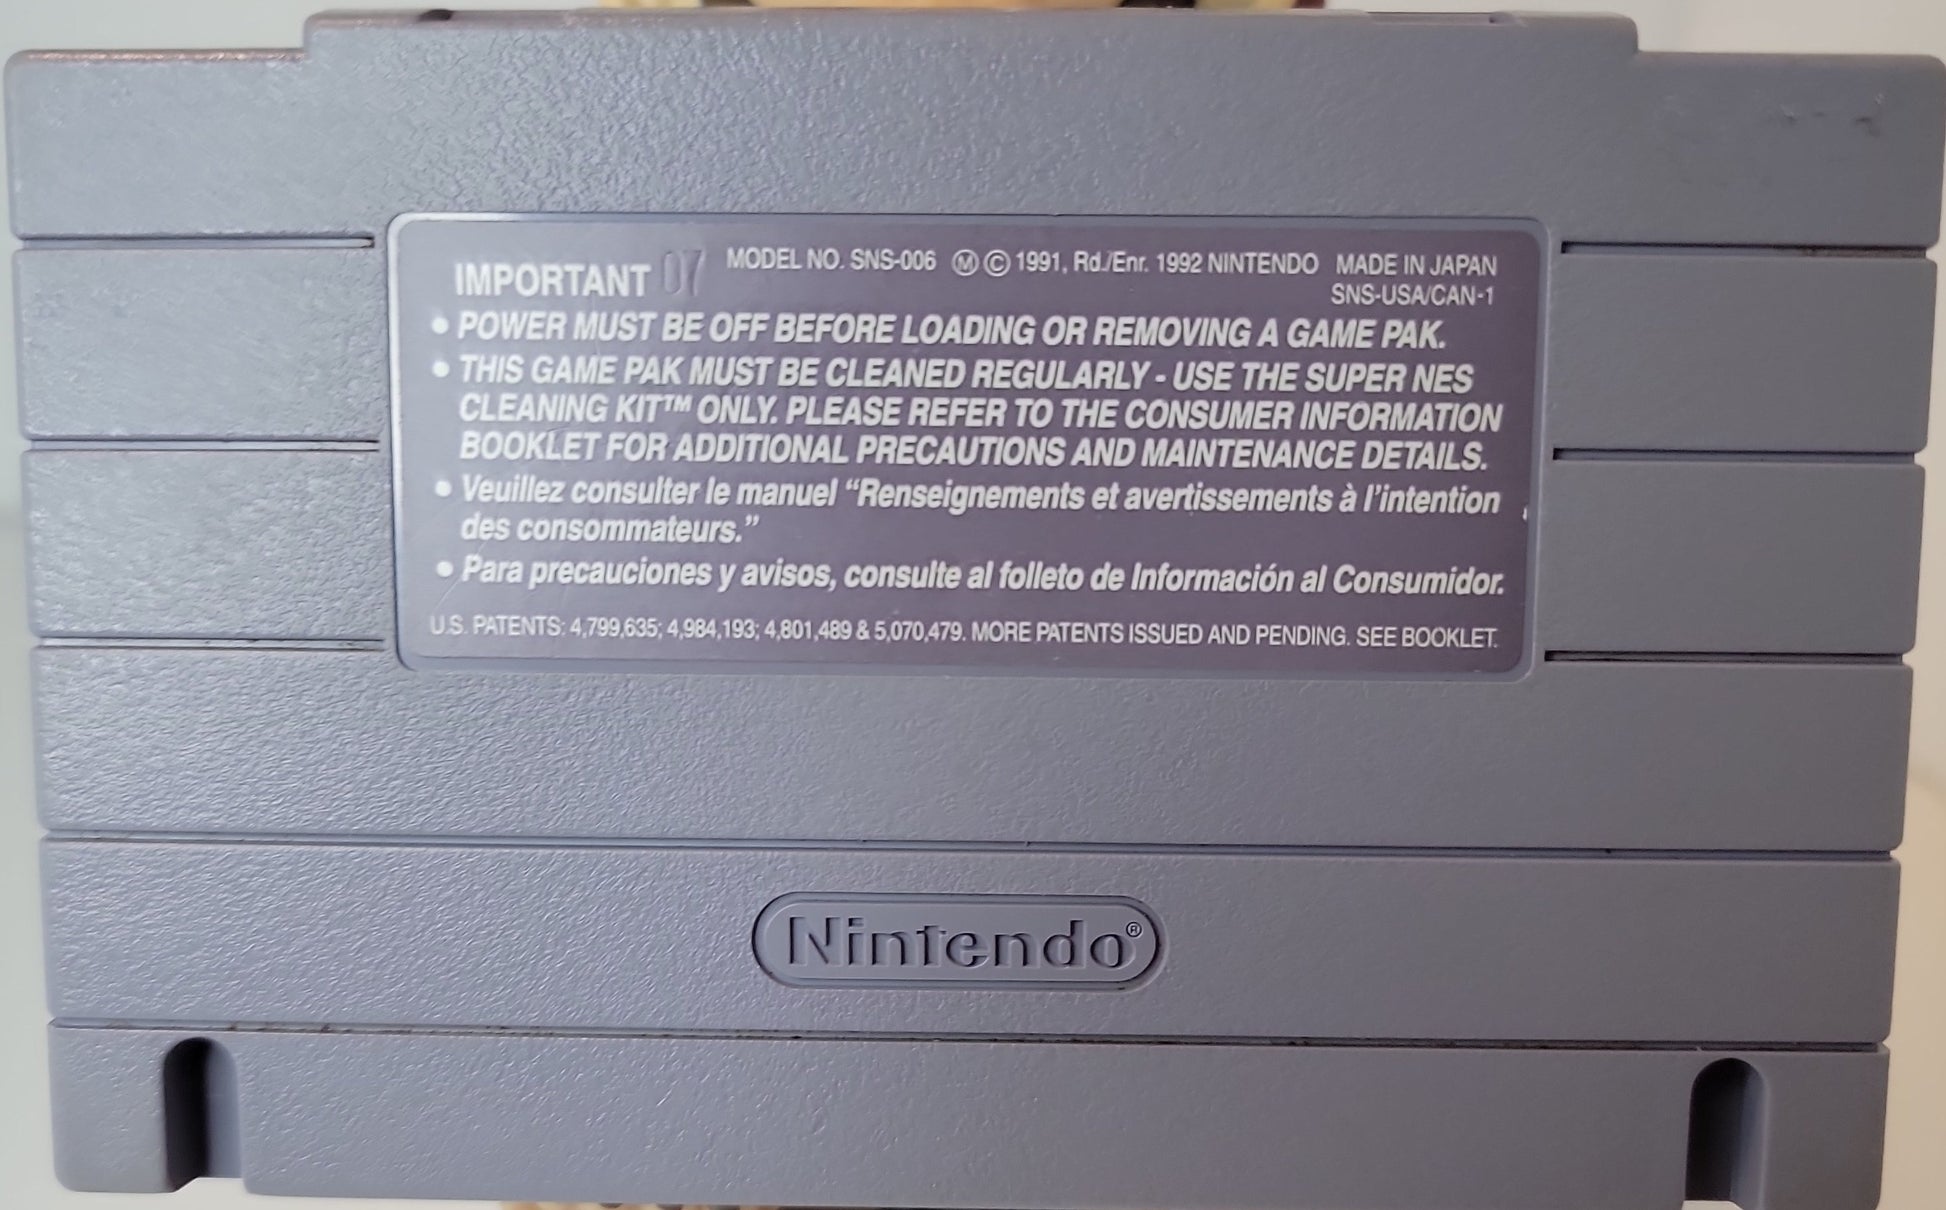 IMPORTANT 07 MODEL NO. SNS-006 Ⓜ © 1991, Rd./Enr. 1992 NINTENDO MADE IN JAPAN
SNS-USA/CAN-1
• POWER MUST BE OFF BEFORE LOADING OR REMOVING A GAME PAK.
• THIS GAME PAK MUST BE CLEANED REGULARLY - USE THE SUPER NES
CLEANING KIT™ ONLY. PLEASE REFER TO THE CONSUMER INFORMATION
BOOKLET FOR ADDITIONAL PRECAUTIONS AND MAINTENANCE DETAILS.
• Veuillez consulter le manuel “Renseignements et avertissements à l’intention
des consommateurs.”
• Para precauciones y avisos, consulte al folleto de Información al Consumidor.
U.S. PATENTS: 4,799,635; 4,984,193; 4,801,489 & 5,070,479. MORE PATENTS ISSUED AND PENDING. SEE BOOKLET.
Nintendo®